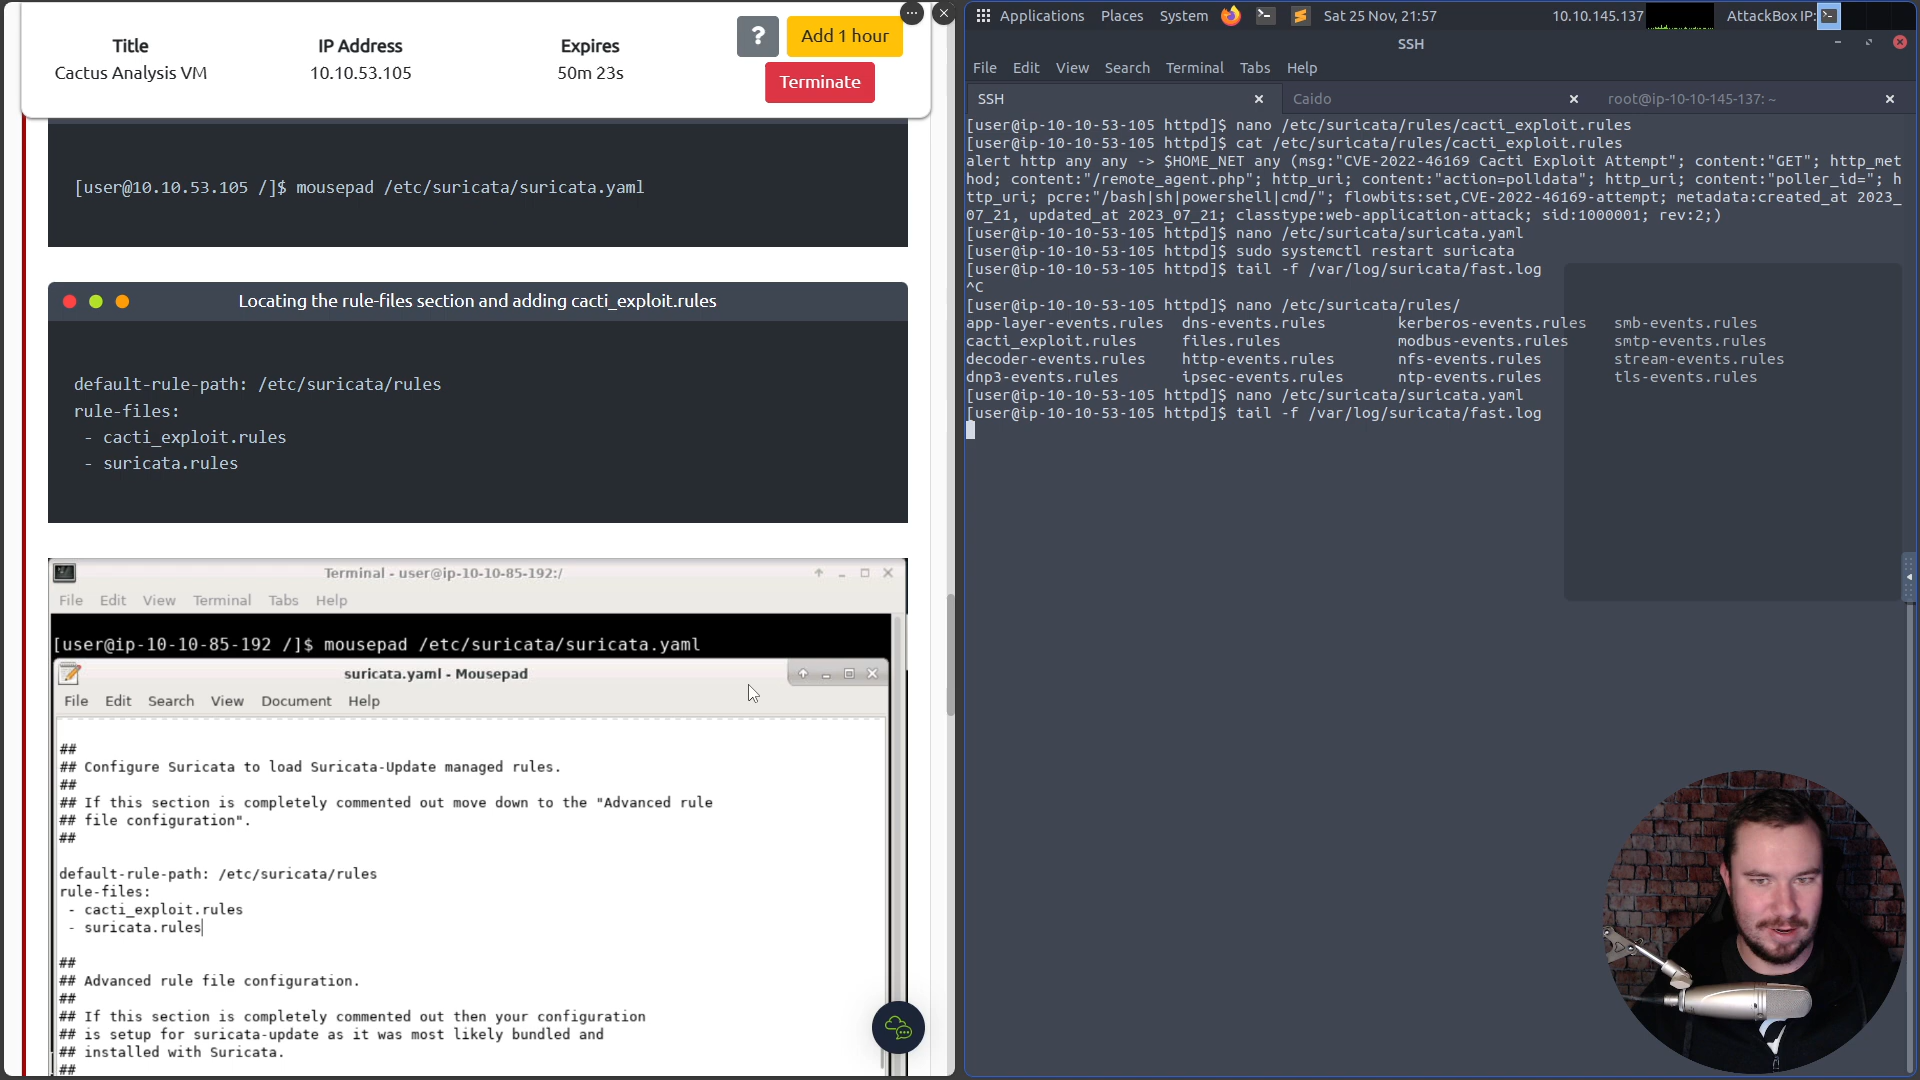 Title
IP Address
Expires
?
Add 1 hour
Cactus Analysis VM
10.10.53.105
50m 23s
Terminate
[user@10.10.53.105 /]$ mousepad /etc/suricata/suricata.yaml
Locating the rule-files section and adding cacti_exploit.rules
default-rule-path: /etc/suricata/rules
rule-files:
- cacti_exploit.rules
- suricata.rules
Terminal - user@ip-10-10-85-192:/
File Edit View Terminal Tabs Help
[user@ip-10-10-85-192 /]$ mousepad /etc/suricata/suricata.yaml
suricata.yaml - Mousepad
File Edit Search View Document Help
##
## Configure Suricata to load Suricata-Update managed rules.
##
## If this section is completely commented out move down to the "Advanced rule
## file configuration".
##
default-rule-path: /etc/suricata/rules
rule-files:
- cacti_exploit.rules
- suricata.rules
##
## Advanced rule file configuration.
##
## If this section is completely commented out then your configuration
## is setup for suricata-update as it was most likely bundled and
## installed with Suricata.
##
Applications Places System Sat 25 Nov, 21:57 10.10.145.137 AttackBox IP:
SSH
File Edit View Search Terminal Tabs Help
SSH
Caido
root@ip-10-10-145-137: ~
[user@ip-10-10-53-105 httpd]$ nano /etc/suricata/rules/cacti_exploit.rules
[user@ip-10-10-53-105 httpd]$ cat /etc/suricata/rules/cacti_exploit.rules
alert http any any -> $HOME_NET any (msg:"CVE-2022-46169 Cacti Exploit Attempt"; content:"GET"; http_met
hod; content:"/remote_agent.php"; http_uri; content:"action=polldata"; http_uri; content:"poller_id="; h
ttp_uri; pcre:"/bash|sh|powershell|cmd/"; flowbits:set,CVE-2022-46169-attempt; metadata:created_at 2023_
07_21, updated_at 2023_07_21; classtype:web-application-attack; sid:1000001; rev:2;)
[user@ip-10-10-53-105 httpd]$ nano /etc/suricata/suricata.yaml
[user@ip-10-10-53-105 httpd]$ sudo systemctl restart suricata
[user@ip-10-10-53-105 httpd]$ tail -f /var/log/suricata/fast.log
^C
[user@ip-10-10-53-105 httpd]$ nano /etc/suricata/rules/
app-layer-events.rules dns-events.rules kerberos-events.rules smb-events.rules
cacti_exploit.rules files.rules modbus-events.rules smtp-events.rules
decoder-events.rules http-events.rules nfs-events.rules stream-events.rules
dnp3-events.rules ipsec-events.rules ntp-events.rules tls-events.rules
[user@ip-10-10-53-105 httpd]$ nano /etc/suricata/suricata.yaml
[user@ip-10-10-53-105 httpd]$ tail -f /var/log/suricata/fast.log